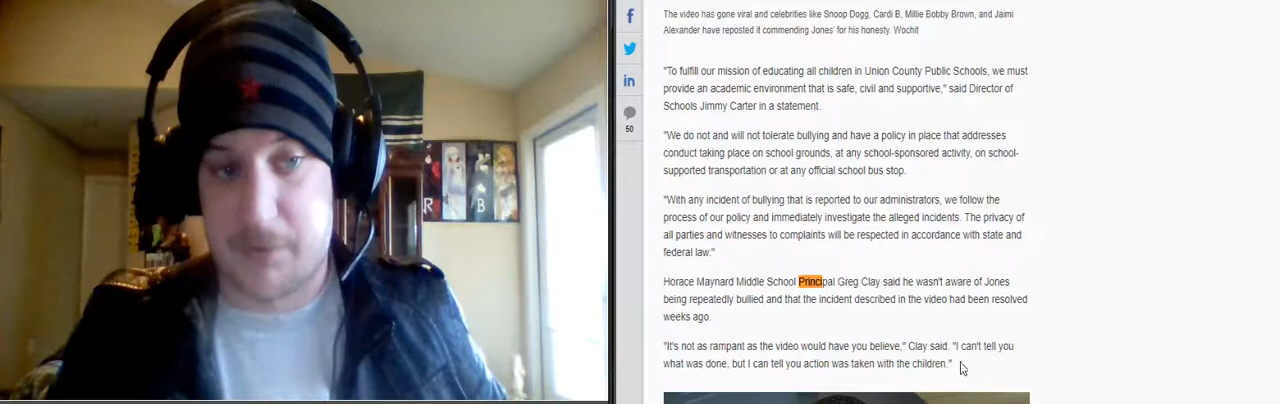 The video has gone viral and celebrities like Snoop Dogg, Cardi B, Millie Bobby Brown, and Jaimi
Alexander have reposted it commending Jones' for his honesty. Wochit
"To fulfill our mission of educating all children in Union County Public Schools, we must
provide an academic environment that is safe, civil and supportive," said Director of
Schools Jimmy Carter in a statement.
"We do not and will not tolerate bullying and have a policy in place that addresses
conduct taking place on school grounds, at any school-sponsored activity, on school-
supported transportation or at any official school bus stop.
"With any incident of bullying that is reported to our administrators, we follow the
process of our policy and immediately investigate the alleged incidents. The privacy of
all parties and witnesses to complaints will be respected in accordance with state and
federal law."
Horace Maynard Middle School Principal Greg Clay said he wasn't aware of Jones
being repeatedly bullied and that the incident described in the video had been resolved
weeks ago.
"It's not as rampant as the video would have you believe," Clay said. "I can't tell you
what was done, but I can tell you action was taken with the children."
f
in
50
R B